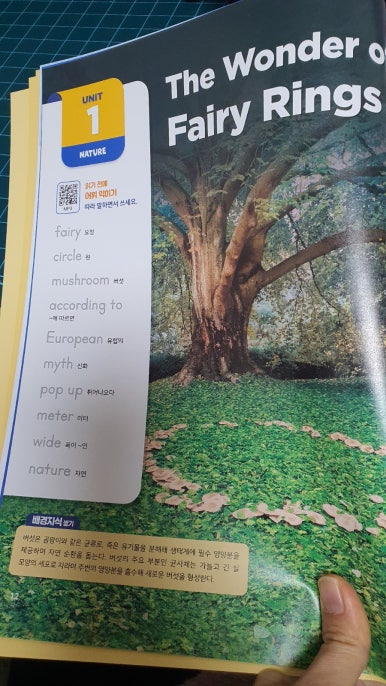 The Wonder o
Fairy Rings
UNIT
1
NATURE
MP3
읽기 전에
어휘 익히기
따라 말하면서 쓰세요.
fairy 요정
circle 원
mushroom 버섯
according to
~에 따르면
European 유럽의
myth 신화
pop up 튀어나오다
meter 미터
wide 폭이 ~인
nature 자연
배경지식 쌓기
버섯은 곰팡이와 같은 균류로, 죽은 유기물을 분해해 생태계에 필수 영양분을
제공하며 자연 순환을 돕는다. 버섯의 주요 부분인 균사체는 가늘고 긴 실
모양의 세포로 자라며 주변의 영양분을 흡수해 새로운 버섯을 형성한다.
12